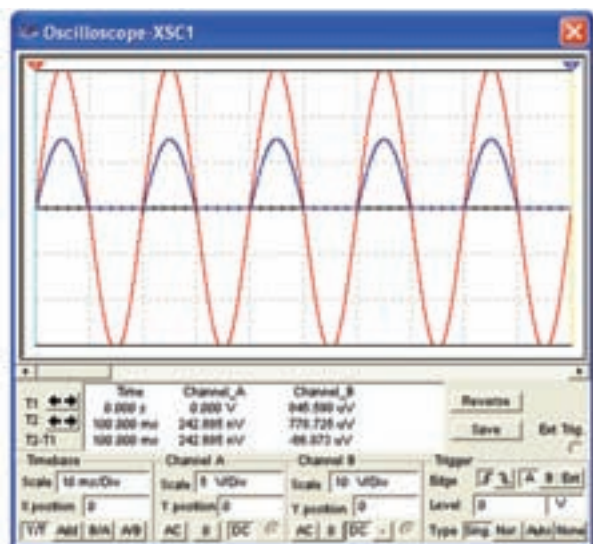 Oscilloscope-XSC1
Time Channel_A Channel_B
T1 0.000 s 0.000 V
T2 100.000 ms
T2-T1 100.000 ms
Reverse
Save
Ext Trig.
Timebase
Scale 10 ms/Div
X position 0
Y/T Add B/A A/B
Channel A
Scale 5 V/Div
Y position 0
AC 0 DC
Channel B
Scale 10 V/Div
Y position 0
AC 0 DC -
Trigger
Edge A B Ext
Level 0 V
Type Sing. Nor. Auto None